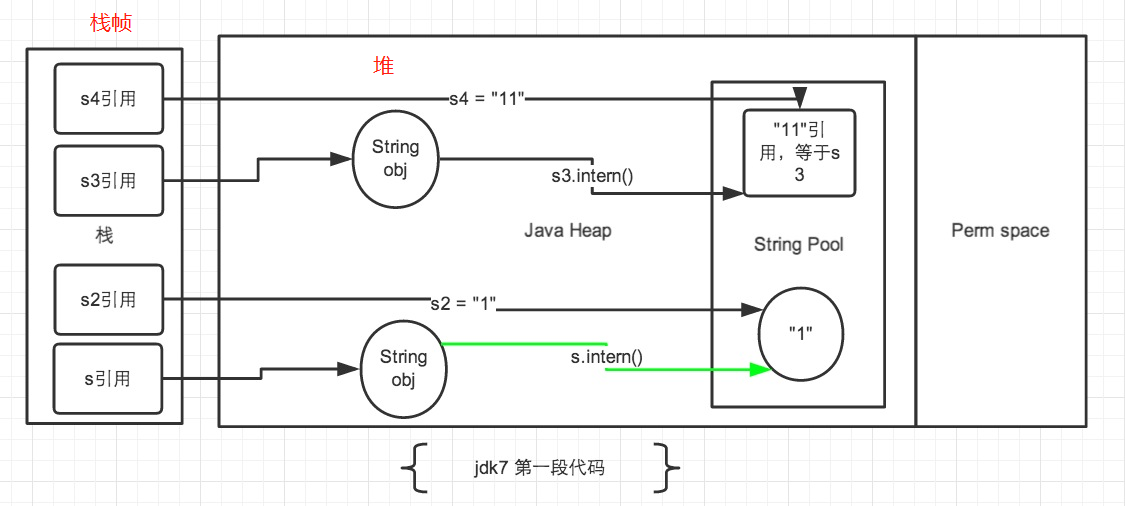 栈帧
堆
s4引用
s4 = "11"
"11"引
用，等于s
3
String
obj
s3引用
s3.intern()
栈
Java Heap
String Pool
Perm space
s2引用
s2 = "1"
"1"
String
obj
s.intern()
s引用
jdk7 第一段代码